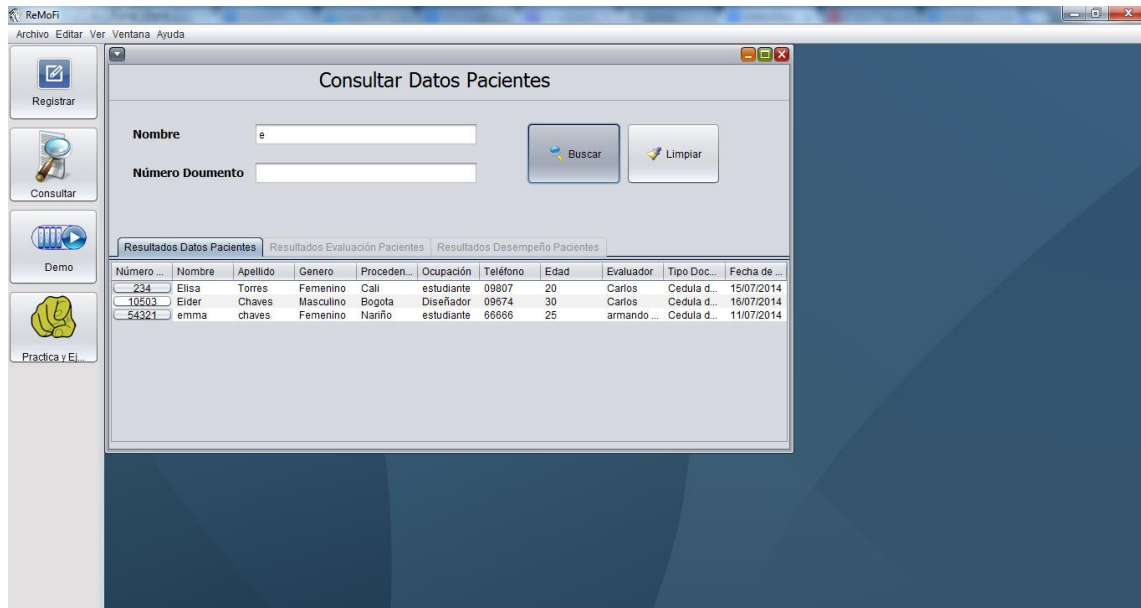 ReMoFi
Archivo Editar Ver Ventana Ayuda
Registrar
Consultar
Demo
Practica y Ej...
Consultar Datos Pacientes
Nombre e
Número Doumento
Buscar Limpiar
Resultados Datos Pacientes Resultados Evaluación Pacientes Resultados Desempeño Pacientes
Número ... Nombre Apellido Genero Proceden... Ocupación Teléfono Edad Evaluador Tipo Doc... Fecha de ...
234 Elisa Torres Femenino Cali estudiante 09807 20 Carlos Cedula d... 15/07/2014
10503 Eider Chaves Masculino Bogota Diseñador 09674 30 Carlos Cedula d... 16/07/2014
54321 emma chaves Femenino Nariño estudiante 66666 25 armando ... Cedula d... 11/07/2014